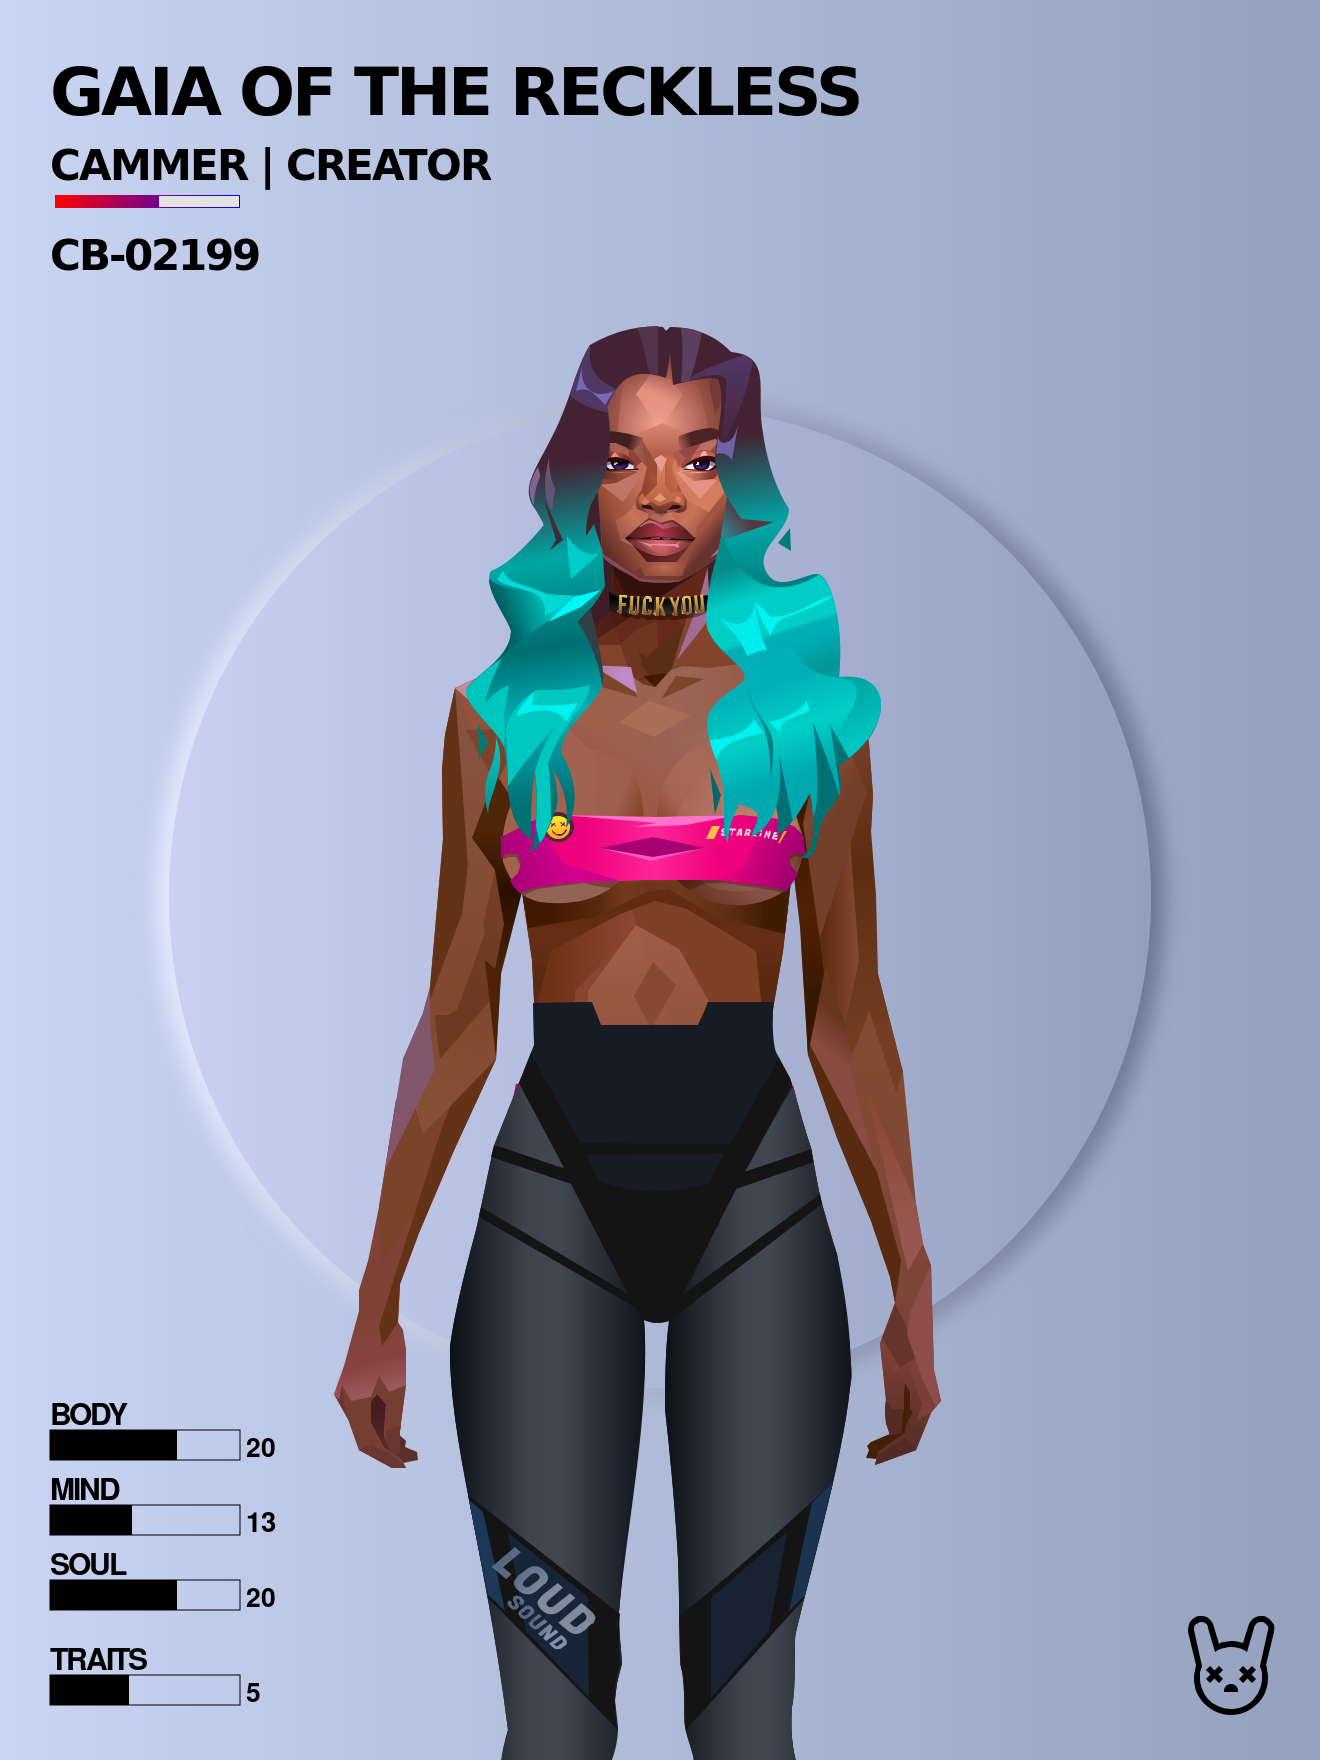 GAIA OF THE RECKLESS
CAMMER | CREATOR
CB-02199
FUCK YOU
STARLINE/
LOUD
SOUND
BODY
20
MIND
13
SOUL
20
TRAITS
5